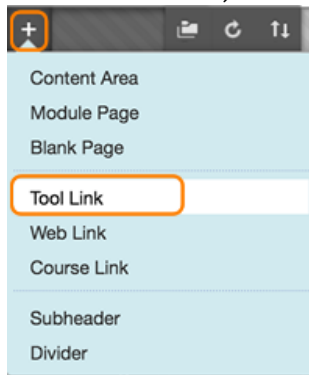 +
Content Area
Module Page
Blank Page
Tool Link
Web Link
Course Link
Subheader
Divider